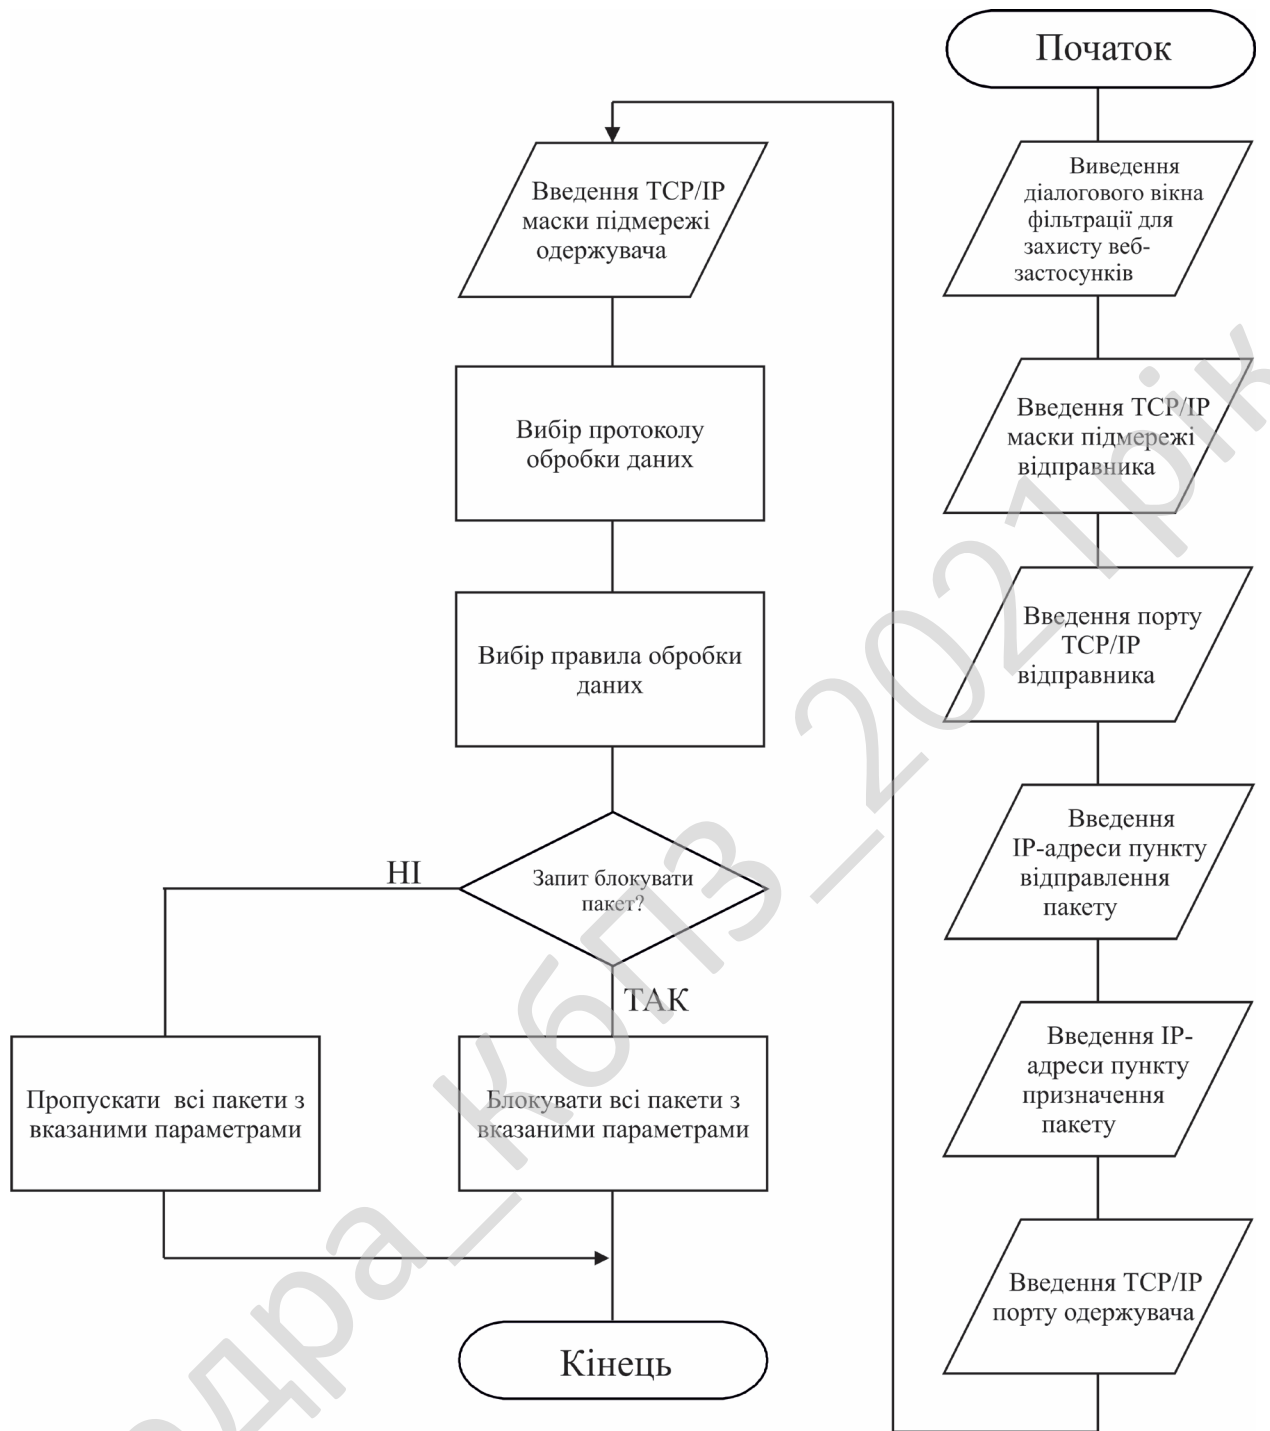 Початок
Виведення
діалогового вікна
фільтрації для
захисту веб-
застосунків
Введення TCP/IP
маски підмережі
відправника
Введення порту
TCP/IP
відправника
Введення
IP-адреси пункту
відправлення
пакету
Введення IP-
адреси пункту
призначення
пакету
Введення TCP/IP
порту одержувача
Введення TCP/IP
маски підмережі
одержувача
Вибір протоколу
обробки даних
Вибір правила обробки
даних
Запит блокувати
пакет?
НІ
ТАК
Пропускати всі пакети з
вказаними параметрами
Блокувати всі пакети з
вказаними параметрами
Кінець
едра_КбПЗ_2021рік